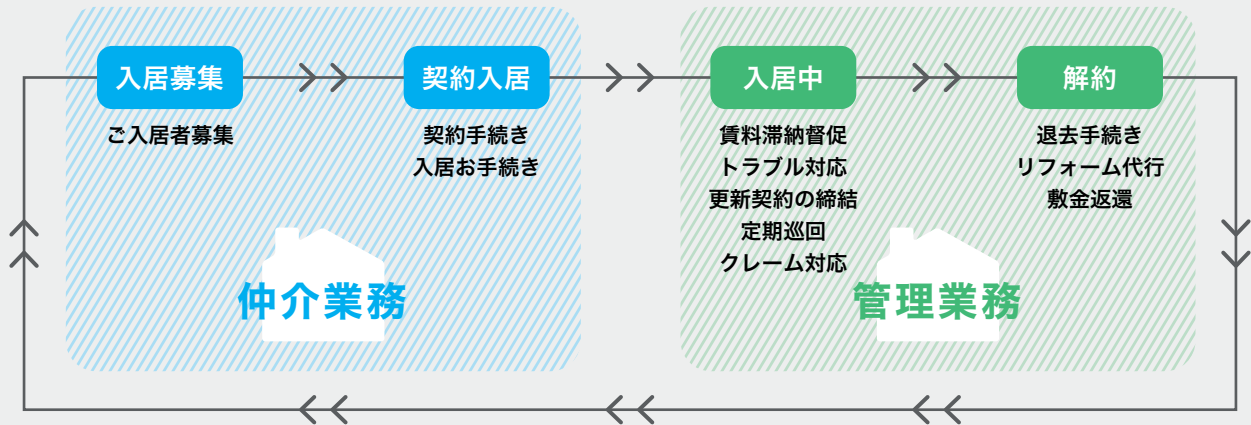 入居募集
ご入居者募集
契約入居
契約手続き
入居お手続き
仲介業務
入居中
賃料滞納督促
トラブル対応
更新契約の締結
定期巡回
クレーム対応
解約
退去手続き
リフォーム代行
敷金返還
管理業務